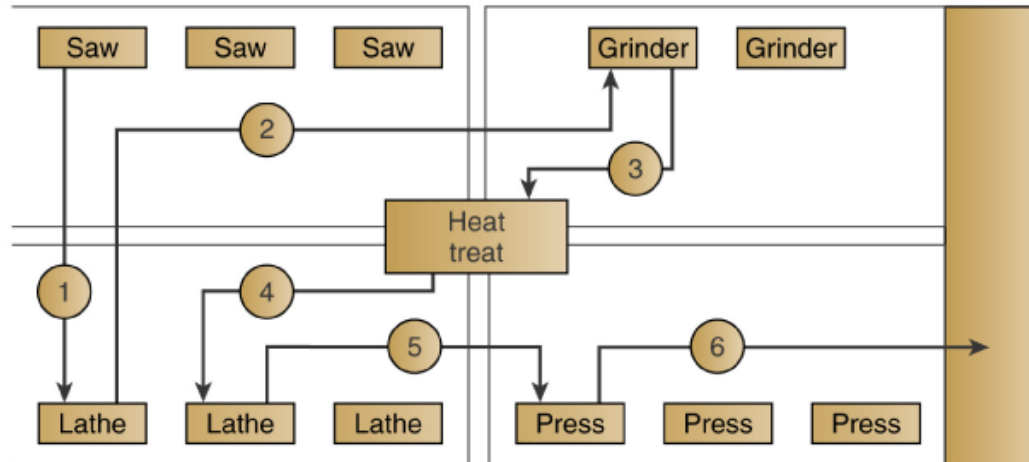 Saw Saw Saw Grinder Grinder
2
3
Heat
treat
1 4
5 6
Lathe Lathe Lathe Press Press Press